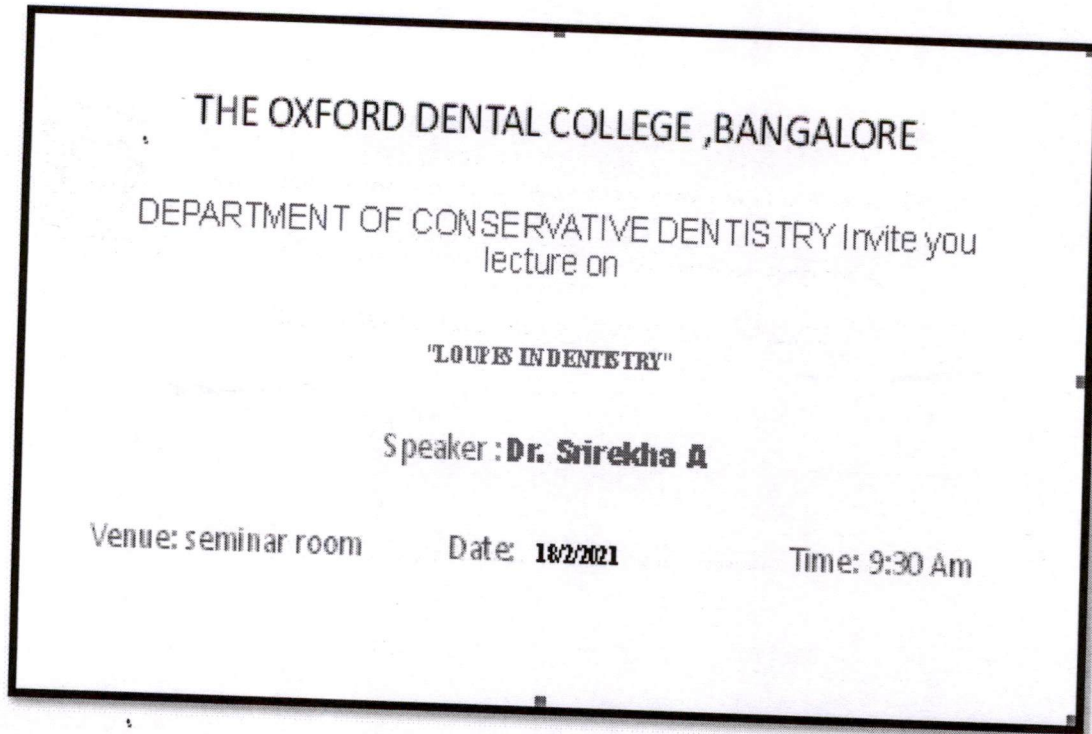 THE OXFORD DENTAL COLLEGE ,BANGALORE
DEPARTMENT OF CONSERVATIVE DENTISTRY Invite you
lecture on
"LOUPES IN DENTISTRY"
Speaker : Dr. Srirekha A
Venue: seminar room Date: 18/2/2021 Time: 9:30 Am